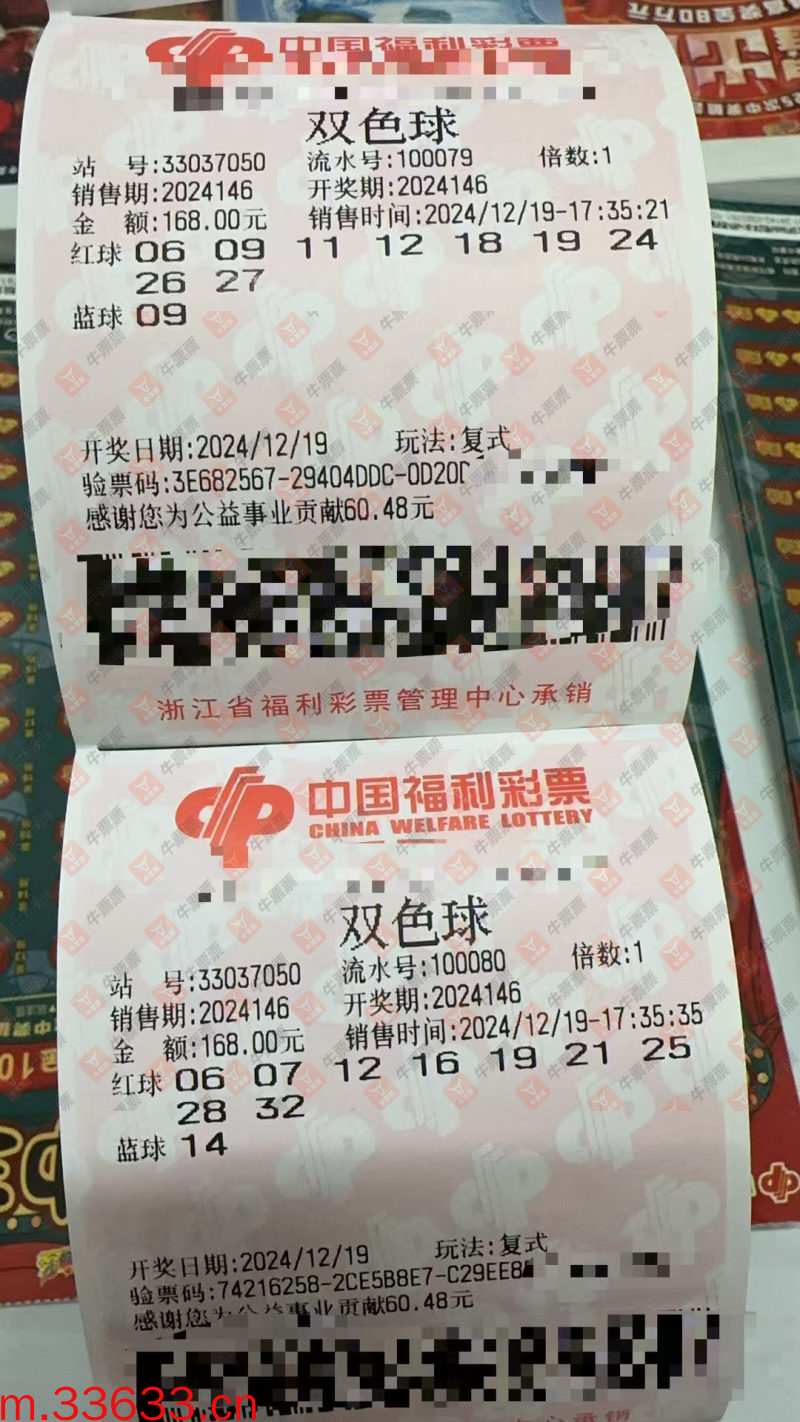 中国福利彩票
双色球
站 号:33037050 流水号:100079 倍数:1
销售期:2024146 开奖期:2024146
金 额:168.00元 销售时间:2024/12/19-17:35:21
红球 06 09 11 12 18 19 24
26 27
蓝球 09
开奖日期:2024/12/19 玩法:复式
验票码:3E682567-29404DDC-0D20
感谢您为公益事业贡献60.48元
浙江省福利彩票管理中心承销
中国福利彩票
CHINA WELFARE LOTTERY
双色球
站 号:33037050 流水号:100080 倍数:1
销售期:2024146 开奖期:2024146
金 额:168.00元 销售时间:2024/12/19-17:35:35
红球 06 07 12 16 19 21 25
28 32
蓝球 14
开奖日期:2024/12/19 玩法:复式
验票码:74216258-2CE5B8E7-C29EE8
感谢您为公益事业贡献60.48元
中心承销
m.33633.cn
牛票票